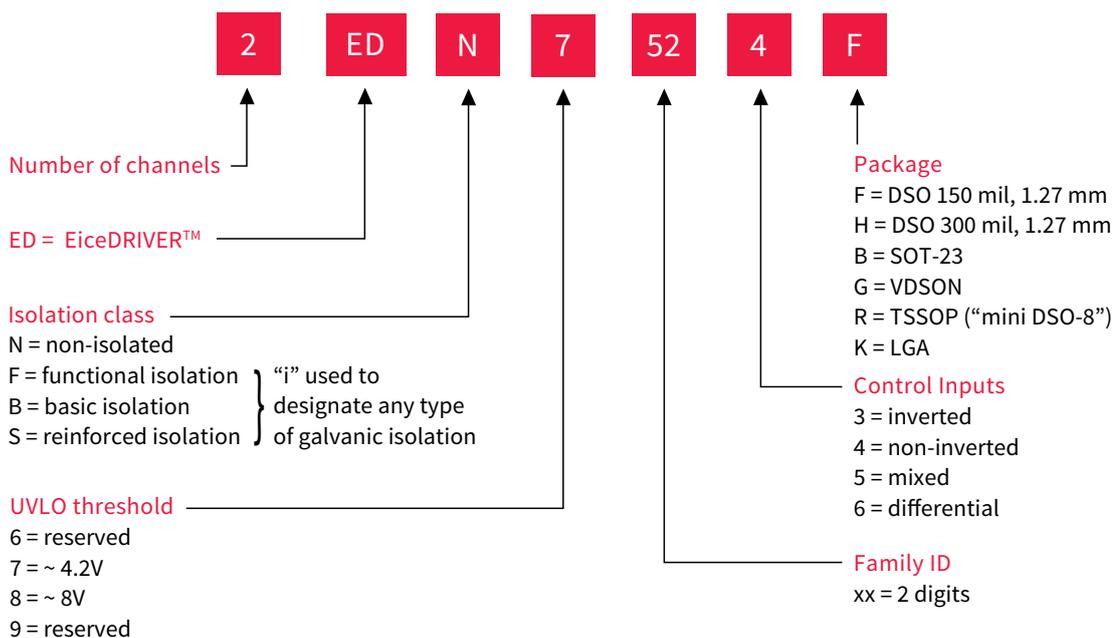 2 ED N 7 52 4 F
Number of channels
ED = EiceDRIVER™
Isolation class
N = non-isolated
F = functional isolation
B = basic isolation
S = reinforced isolation
“i” used to
designate any type
of galvanic isolation
UVLO threshold
6 = reserved
7 = ~ 4.2V
8 = ~ 8V
9 = reserved
Package
F = DSO 150 mil, 1.27 mm
H = DSO 300 mil, 1.27 mm
B = SOT-23
G = VDSON
R = TSSOP (“mini DSO-8”)
K = LGA
Control Inputs
3 = inverted
4 = non-inverted
5 = mixed
6 = differential
Family ID
xx = 2 digits